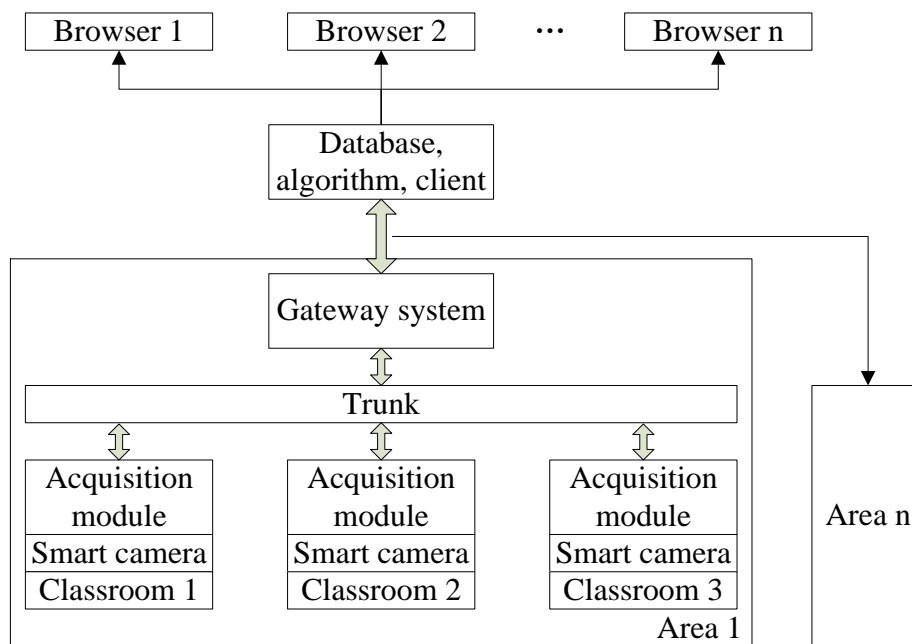 Browser 1
Browser 2
...
Browser n
Database,
algorithm, client
Gateway system
Trunk
Acquisition
module
Smart camera
Classroom 1
Acquisition
module
Smart camera
Classroom 2
Acquisition
module
Smart camera
Classroom 3
Area 1
Area n